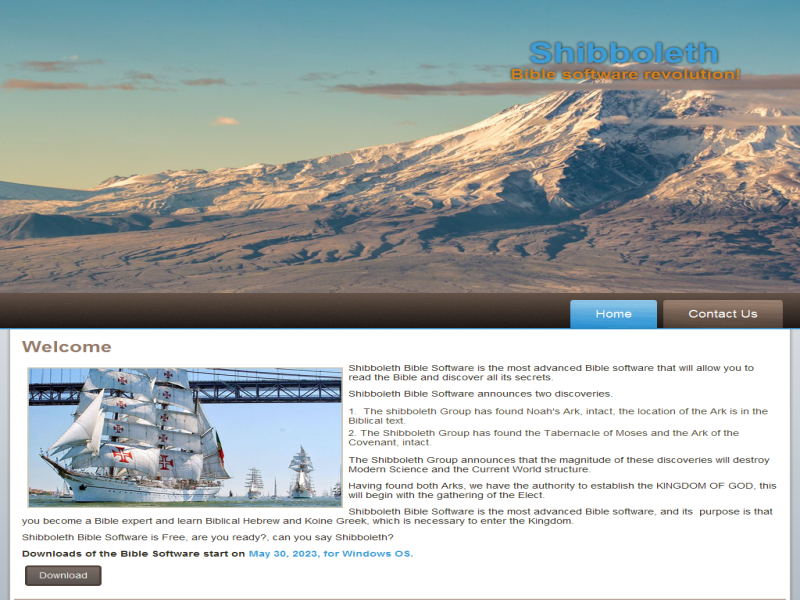 Shibboleth
Bible software revolution!
Home
Contact Us
Welcome
Shibboleth Bible Software is the most advanced Bible software that will allow you to
read the Bible and discover all its secrets.
Shibboleth Bible Software announces two discoveries.
1. The shibboleth Group has found Noah's Ark, intact, the location of the Ark is in the
Biblical text.
2. The Shibboleth Group has found the Tabernacle of Moses and the Ark of the
Covenant, intact.
The Shibboleth Group announces that the magnitude of these discoveries will destroy
Modern Science and the Current World structure.
Having found both Arks, we have the authority to establish the KINGDOM OF GOD, this
will begin with the gathering of the Elect.
Shibboleth Bible Software is the most advanced Bible software, and its purpose is that
you become a Bible expert and learn Biblical Hebrew and Koine Greek, which is necessary to enter the Kingdom.
Shibboleth Bible Software is Free, are you ready?, can you say Shibboleth?
Downloads of the Bible Software start on May 30, 2023, for Windows OS.
Download